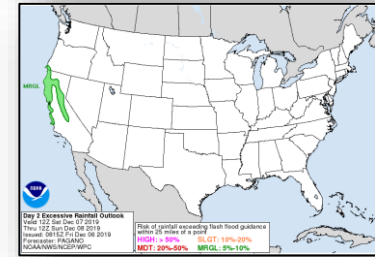 MRGL
noaa
Day 2 Excessive Rainfall Outlook
Valid 12Z Sat Dec 07 2019
Thru 12Z Sun Dec 08 2019
Issued: 0815Z Fri Dec 06 2019
Forecaster: PAGANO
NOAA/NWS/NCEP/WPC
Risk of rainfall exceeding flash flood guidance
within 25 miles of a point
HIGH: > 50% SLGT: 10%-20%
MDT: 20%-50% MRGL: 5%-10%